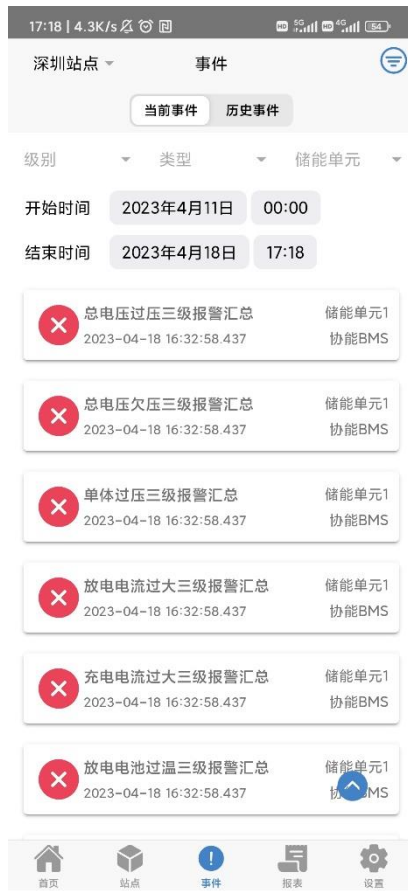 17:18 | 4.3K/s HD 5G HD 4G 54
深圳站点 事件
当前事件 历史事件
级别 类型 储能单元
开始时间 2023年4月11日 00:00
结束时间 2023年4月18日 17:18
总电压过压三级报警汇总 储能单元1
2023-04-18 16:32:58.437 协能BMS
总电压欠压三级报警汇总 储能单元1
2023-04-18 16:32:58.437 协能BMS
单体过压三级报警汇总 储能单元1
2023-04-18 16:32:58.437 协能BMS
放电电流过大三级报警汇总 储能单元1
2023-04-18 16:32:58.437 协能BMS
充电电流过大三级报警汇总 储能单元1
2023-04-18 16:32:58.437 协能BMS
放电电池过温三级报警汇总 储能单元1
2023-04-18 16:32:58.437 MS
首页 站点 事件 报表 设置